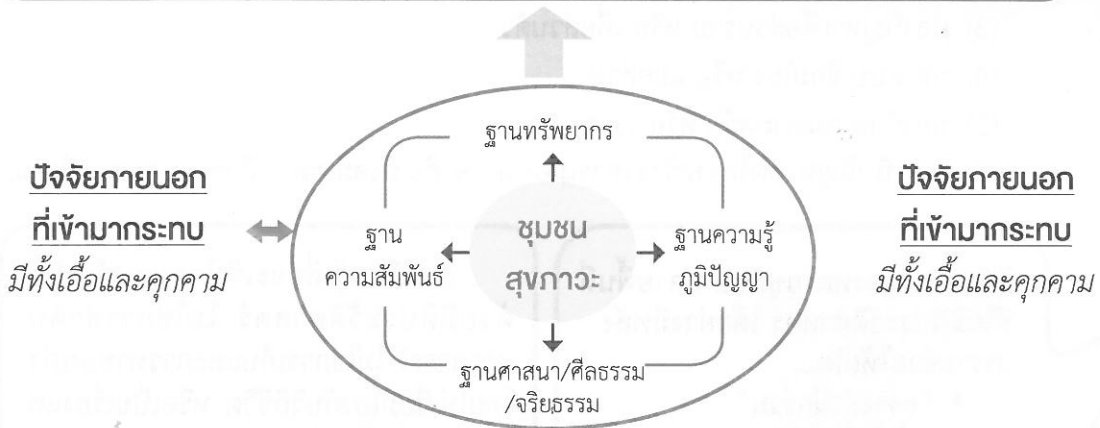 ฐานทรัพยากร
ปัจจัยภายนอก
ที่เข้ามากระทบ
มีทั้งเอื้อและคุกคาม
ฐาน
ความสัมพันธ์
ชุมชน
สุขภาวะ
ฐานความรู้
ภูมิปัญญา
ปัจจัยภายนอก
ที่เข้ามากระทบ
มีทั้งเอื้อและคุกคาม
ฐานศาสนา/ศีลธรรม
/จริยธรรม